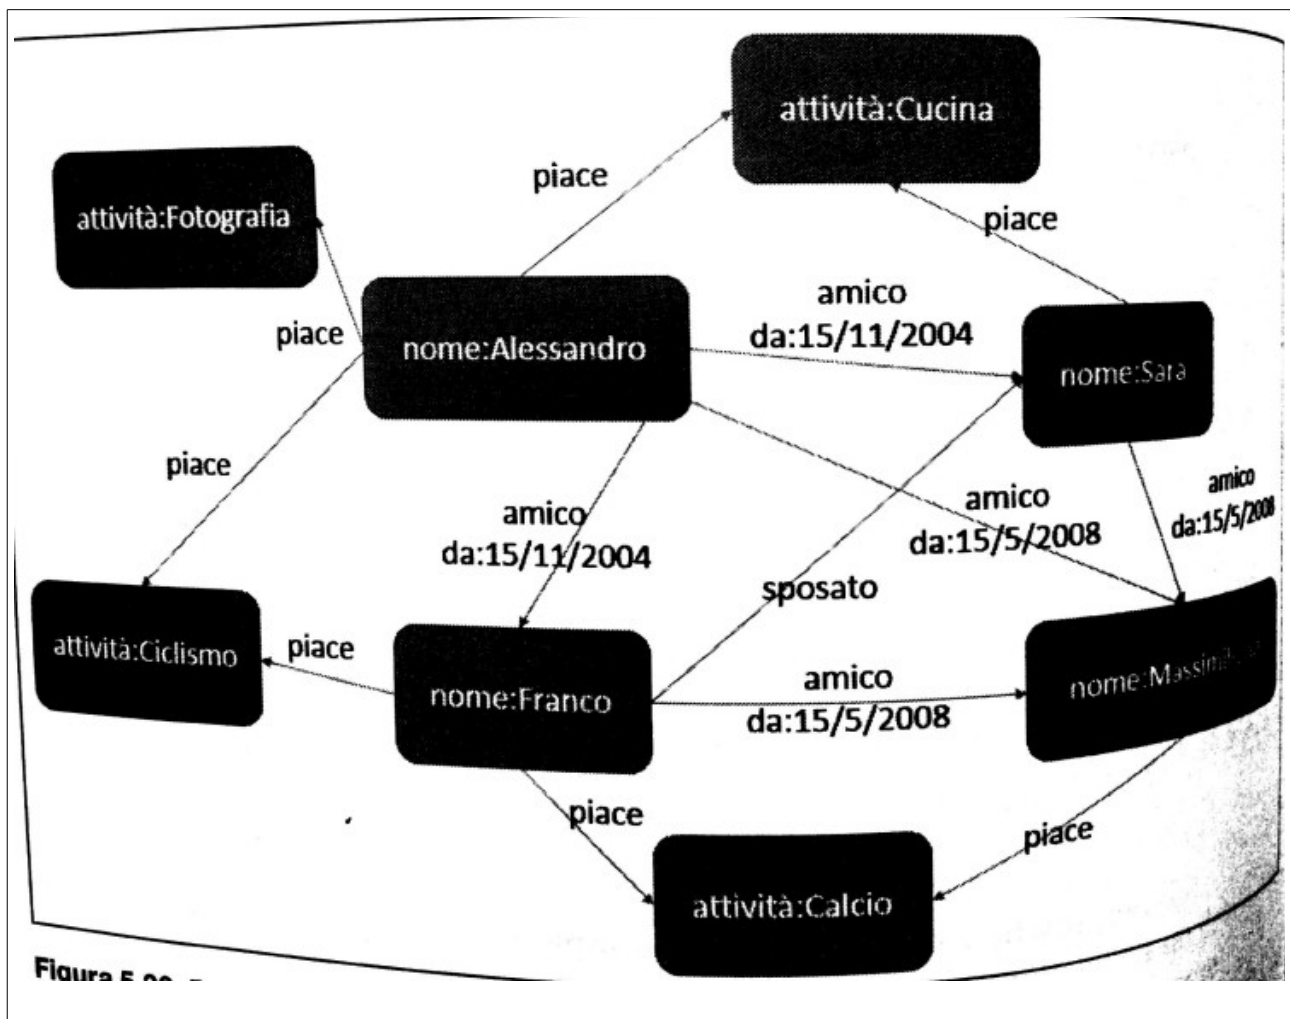 attività:Cucina
piace
attività:Fotografia
piace
amico
da:15/11/2004
piace
nome:Alessandro
nome:Sara
piace
amico
da:15/5/2008
amico
da:15/5/2008
amico
da:15/11/2004
sposato
attività:Ciclismo
piace
nome:Franco
amico
da:15/5/2008
piace
piace
attività:Calcio
Figura